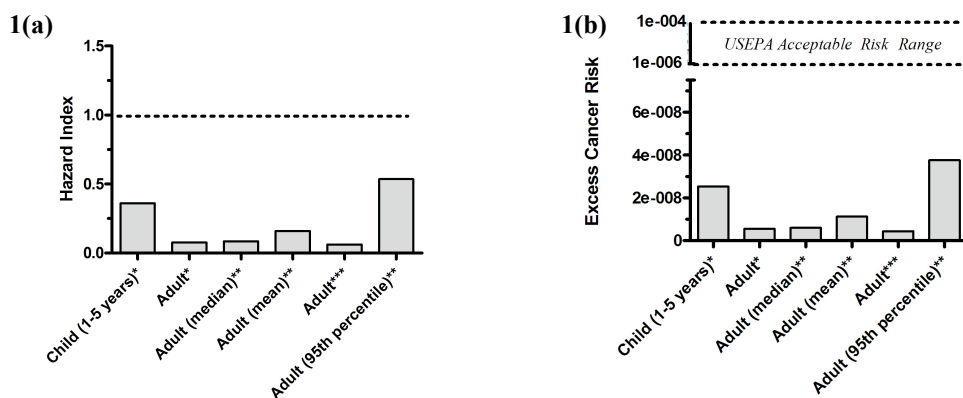 1(a)
Hazard Index
1.5
1.0
0.5
0.0
Child (1-5 years)*
Adult*
Adult (median)**
Adult (mean)**
Adult***
Adult (95th percentile)**
1(b)
Excess Cancer Risk
1e-004
USEPA Acceptable Risk Range
1e-006
6e-008
4e-008
2e-008
0
Child (1-5 years)*
Adult*
Adult (median)**
Adult (mean)**
Adult***
Adult (95th percentile)**